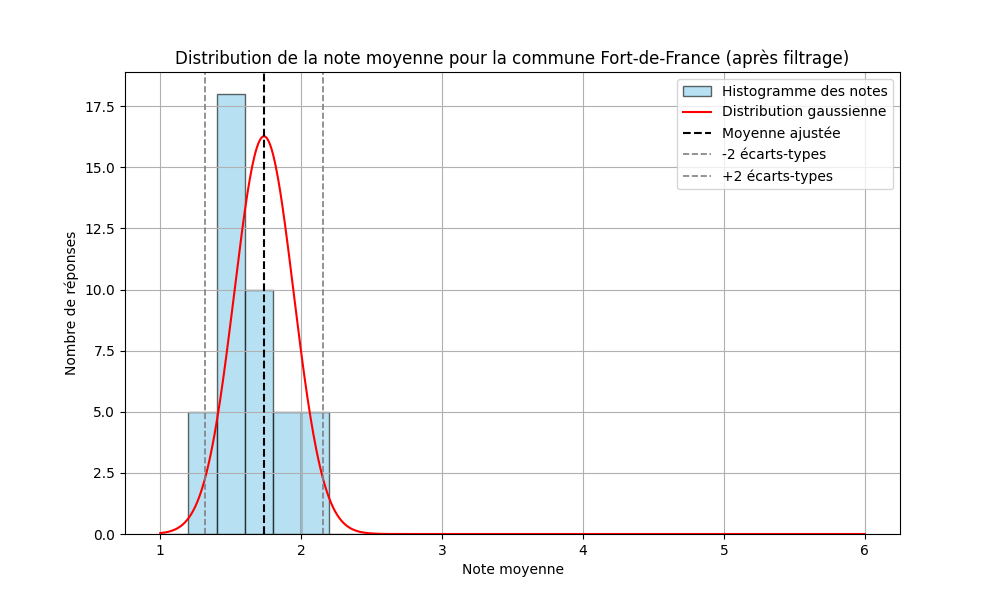 Distribution de la note moyenne pour la commune Fort-de-France (après filtrage)
Histogramme des notes
Distribution gaussienne
Moyenne ajustée
-2 écarts-types
+2 écarts-types
Nombre de réponses
17.5
15.0
12.5
10.0
7.5
5.0
2.5
0.0
1 2 3 4 5 6
Note moyenne